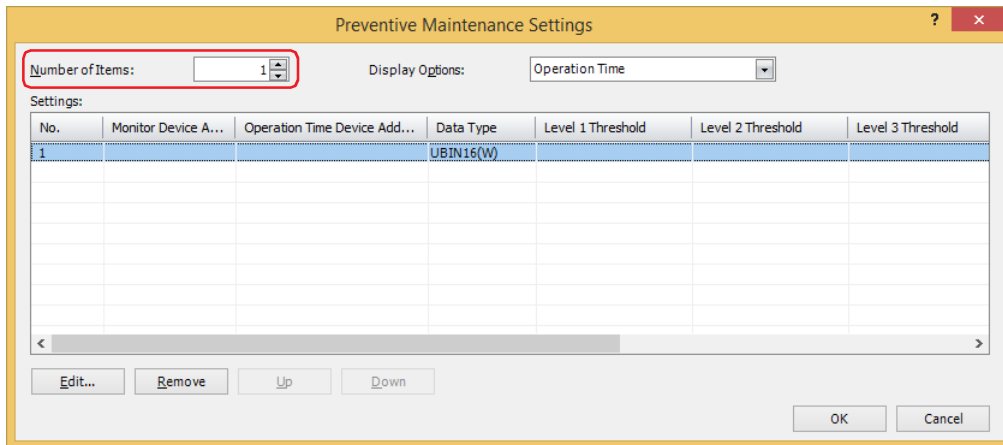 Preventive Maintenance Settings ? ×
Number of Items: 1 Display Options: Operation Time
Settings:
No. Monitor Device A... Operation Time Device Add... Data Type Level 1 Threshold Level 2 Threshold Level 3 Threshold
1 UBIN16(W)
Edit... Remove Up Down
OK Cancel